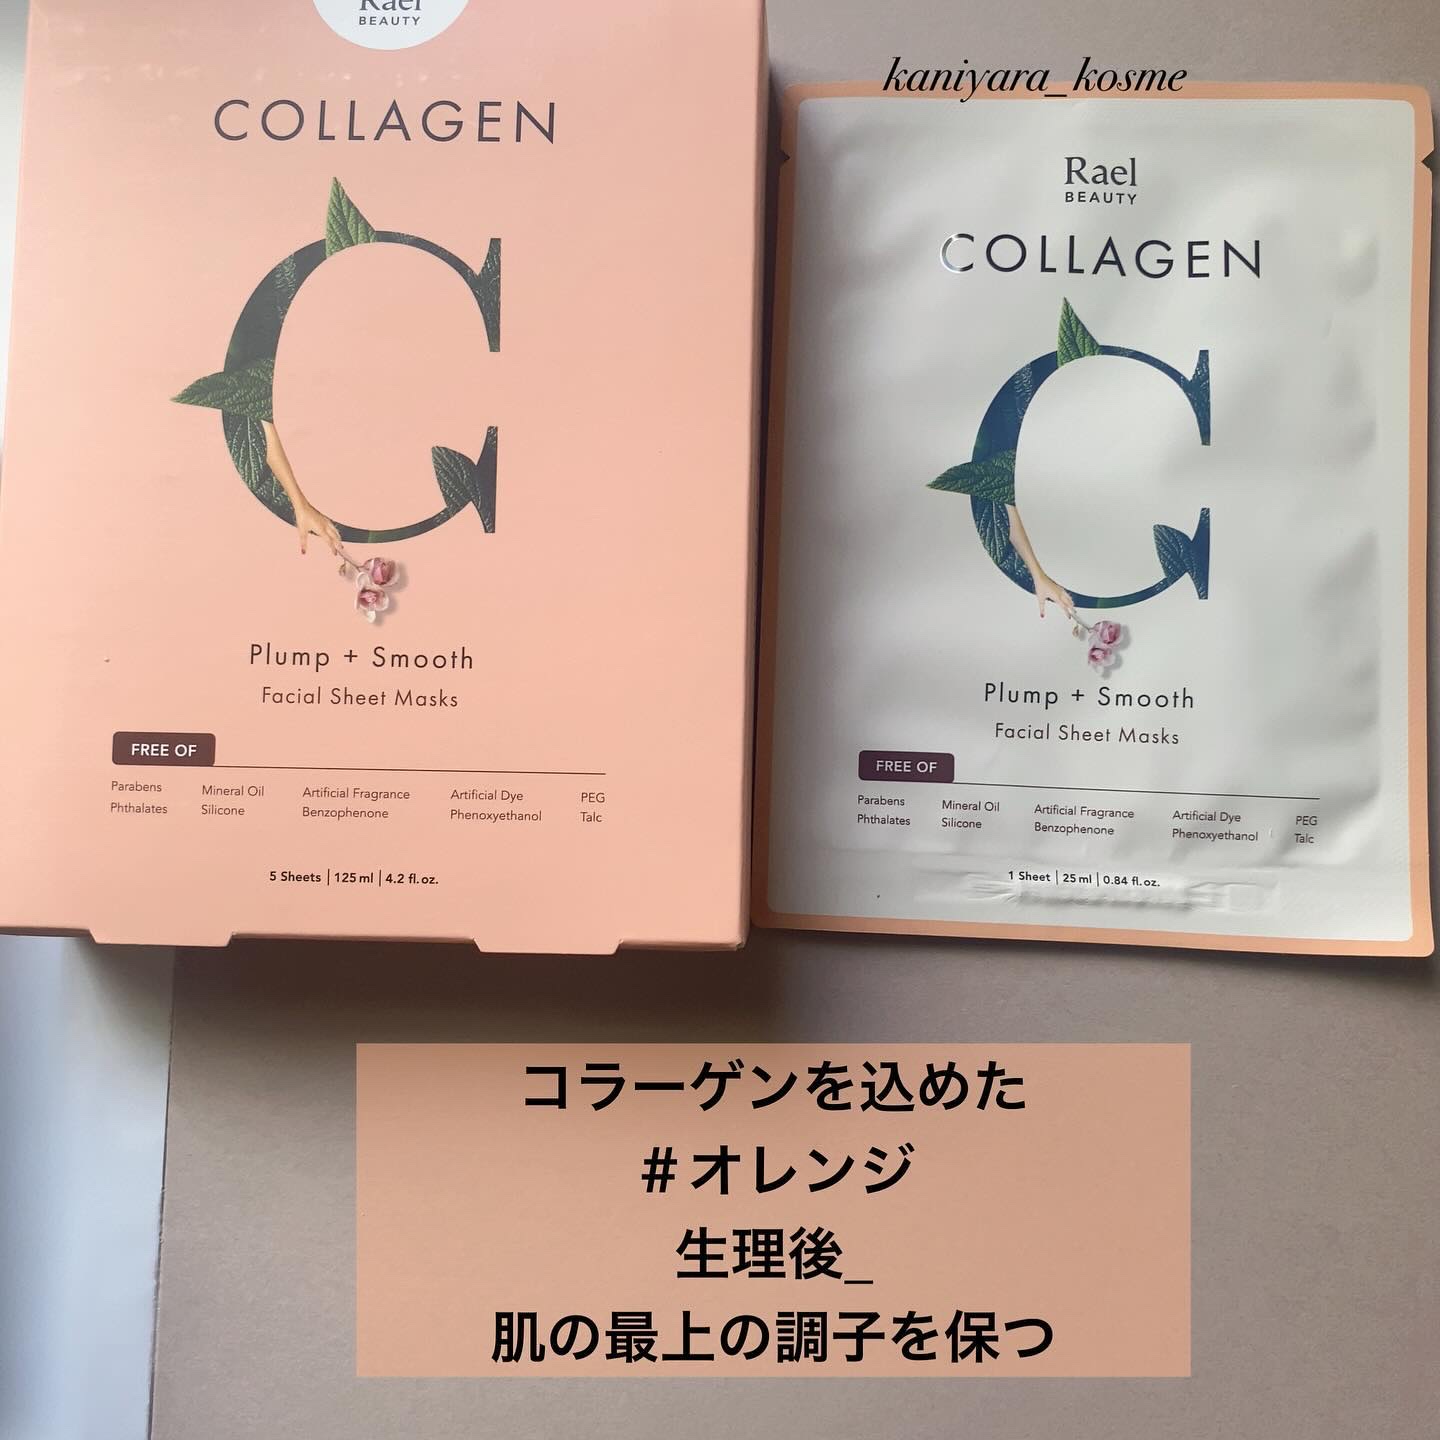 Rael
BEAUTY
COLLAGEN
Plump + Smooth
Facial Sheet Masks
FREE OF
Parabens Mineral Oil Artificial Fragrance Artificial Dye PEG
Phthalates Silicone Benzophenone Phenoxyethanol Talc
5 Sheets | 125 ml | 4.2 fl.oz.
kaniyara_kosme
Rael
BEAUTY
COLLAGEN
Plump + Smooth
Facial Sheet Masks
FREE OF
Parabens Mineral Oil Artificial Fragrance Artificial Dye PEG
Phthalates Silicone Benzophenone Phenoxyethanol Talc
1 Sheet | 25 ml | 0.84 fl.oz.
コラーゲンを込めた
#オレンジ
生理後_
肌の最上の調子を保つ